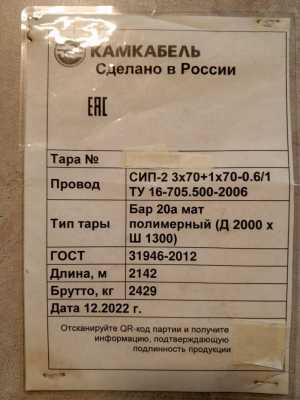 КАМКАБЕЛЬ
Сделано в России
ЕАС
Тара №
Провод
СИП-2 3х70+1х70-0.6/1
ТУ 16-705.500-2006
Тип тары
Бар 20а мат
полимерный (Д 2000 х
Ш 1300)
ГОСТ
31946-2012
Длина, м
2142
Брутто, кг
2429
Дата 12.2022 г.
Отсканируйте QR-код партии и получите
информацию, подтверждающую
подлинность продукции